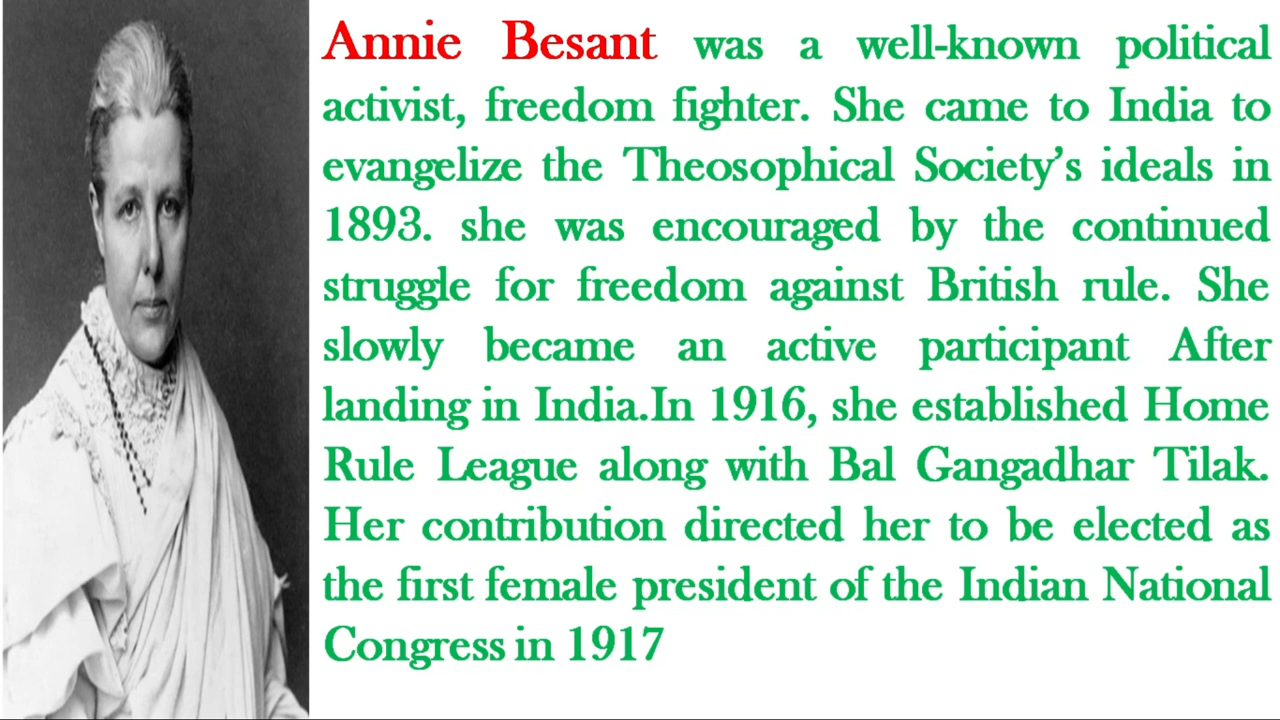 Annie Besant was a well-known political
activist, freedom fighter. She came to India to
evangelize the Theosophical Society’s ideals in
1893. she was encouraged by the continued
struggle for freedom against British rule. She
slowly became an active participant After
landing in India.In 1916, she established Home
Rule League along with Bal Gangadhar Tilak.
Her contribution directed her to be elected as
the first female president of the Indian National
Congress in 1917